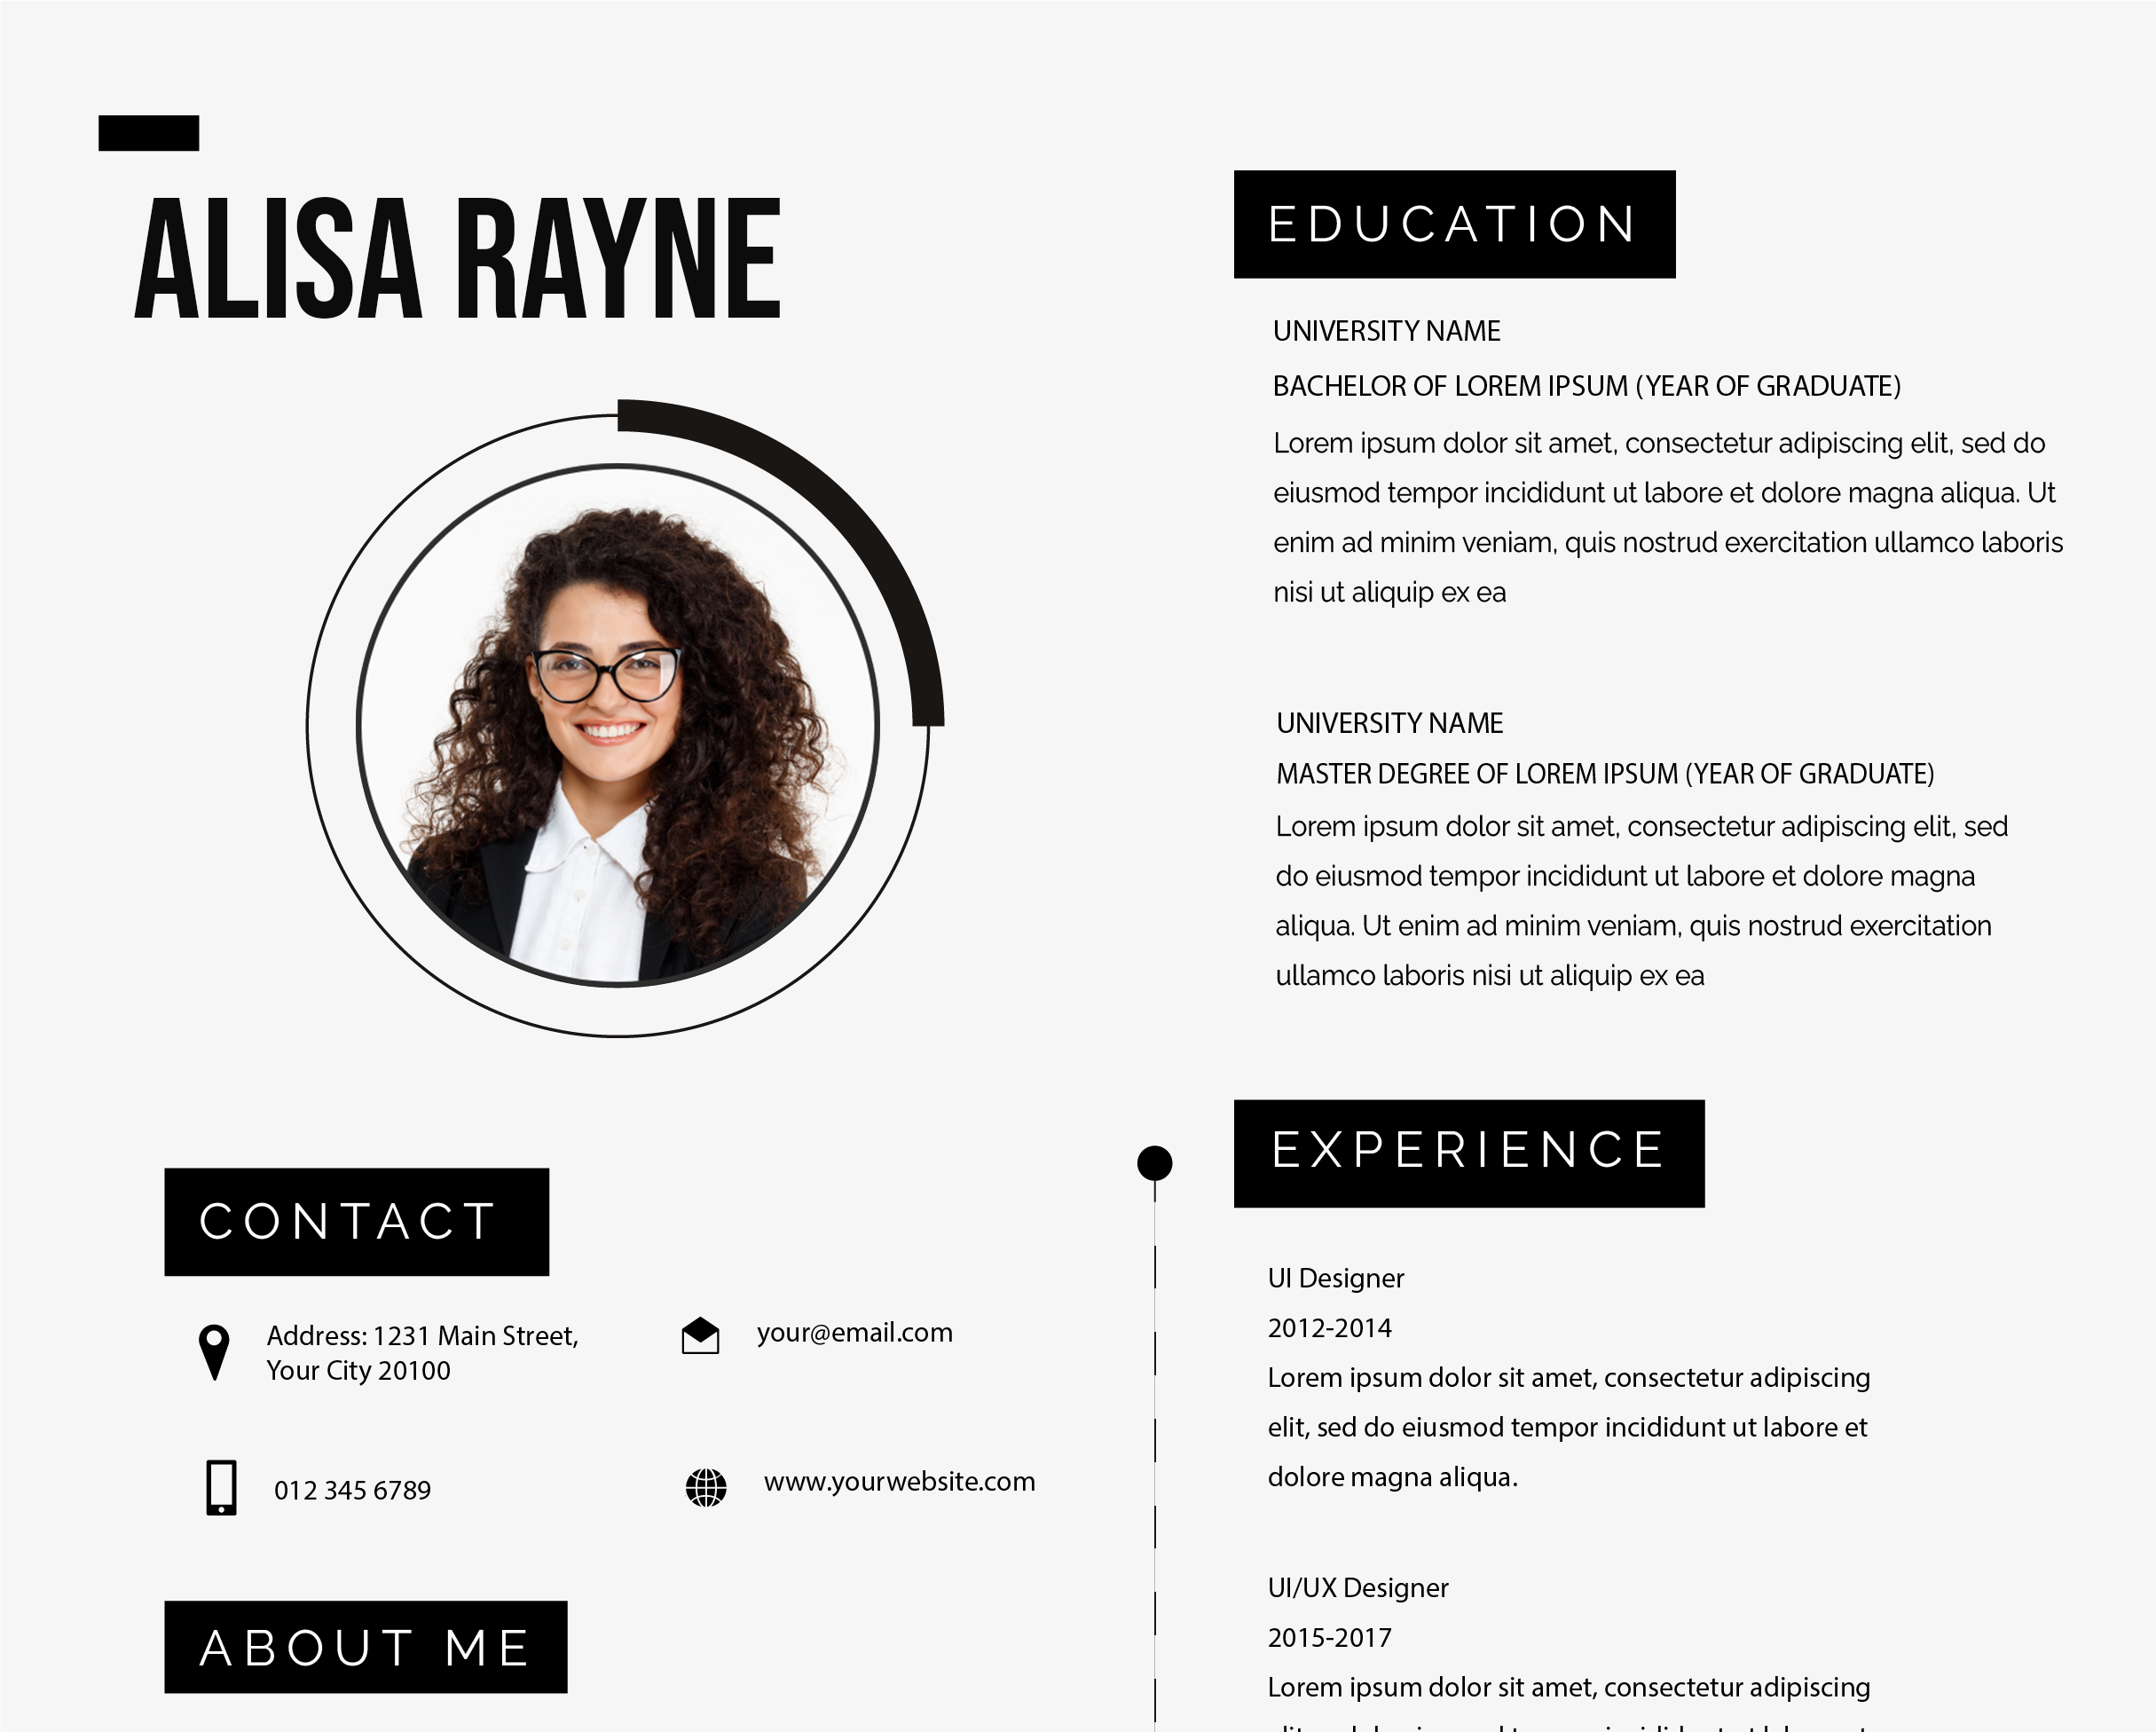 ALISA RAYNE
CONTACT
Address: 1231 Main Street,
Your City 20100
your@email.com
012 345 6789
www.yourwebsite.com
ABOUT ME
EDUCATION
UNIVERSITY NAME
BACHELOR OF LOREM IPSUM (YEAR OF GRADUATE)
Lorem ipsum dolor sit amet, consectetur adipiscing elit, sed do
eiusmod tempor incididunt ut labore et dolore magna aliqua. Ut
enim ad minim veniam, quis nostrud exercitation ullamco laboris
nisi ut aliquip ex ea
UNIVERSITY NAME
MASTER DEGREE OF LOREM IPSUM (YEAR OF GRADUATE)
Lorem ipsum dolor sit amet, consectetur adipiscing elit, sed
do eiusmod tempor incididunt ut labore et dolore magna
aliqua. Ut enim ad minim veniam, quis nostrud exercitation
ullamco laboris nisi ut aliquip ex ea
EXPERIENCE
UI Designer
2012-2014
Lorem ipsum dolor sit amet, consectetur adipiscing
elit, sed do eiusmod tempor incididunt ut labore et
dolore magna aliqua.
UI/UX Designer
2015-2017
Lorem ipsum dolor sit amet, consectetur adipiscing